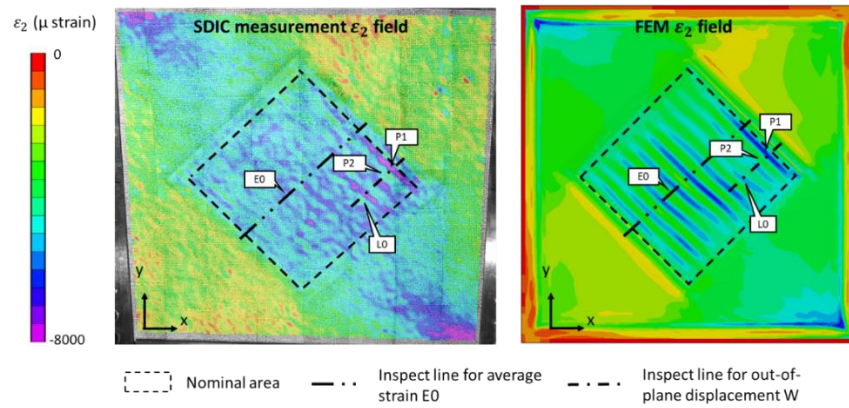 ε₂ (μ strain)
0
-8000
SDIC measurement ε₂ field
P1
P2
E0
L0
y
x
FEM ε₂ field
P1
P2
E0
L0
y
x
Nominal area
Inspect line for average
strain E0
Inspect line for out-of-
plane displacement W